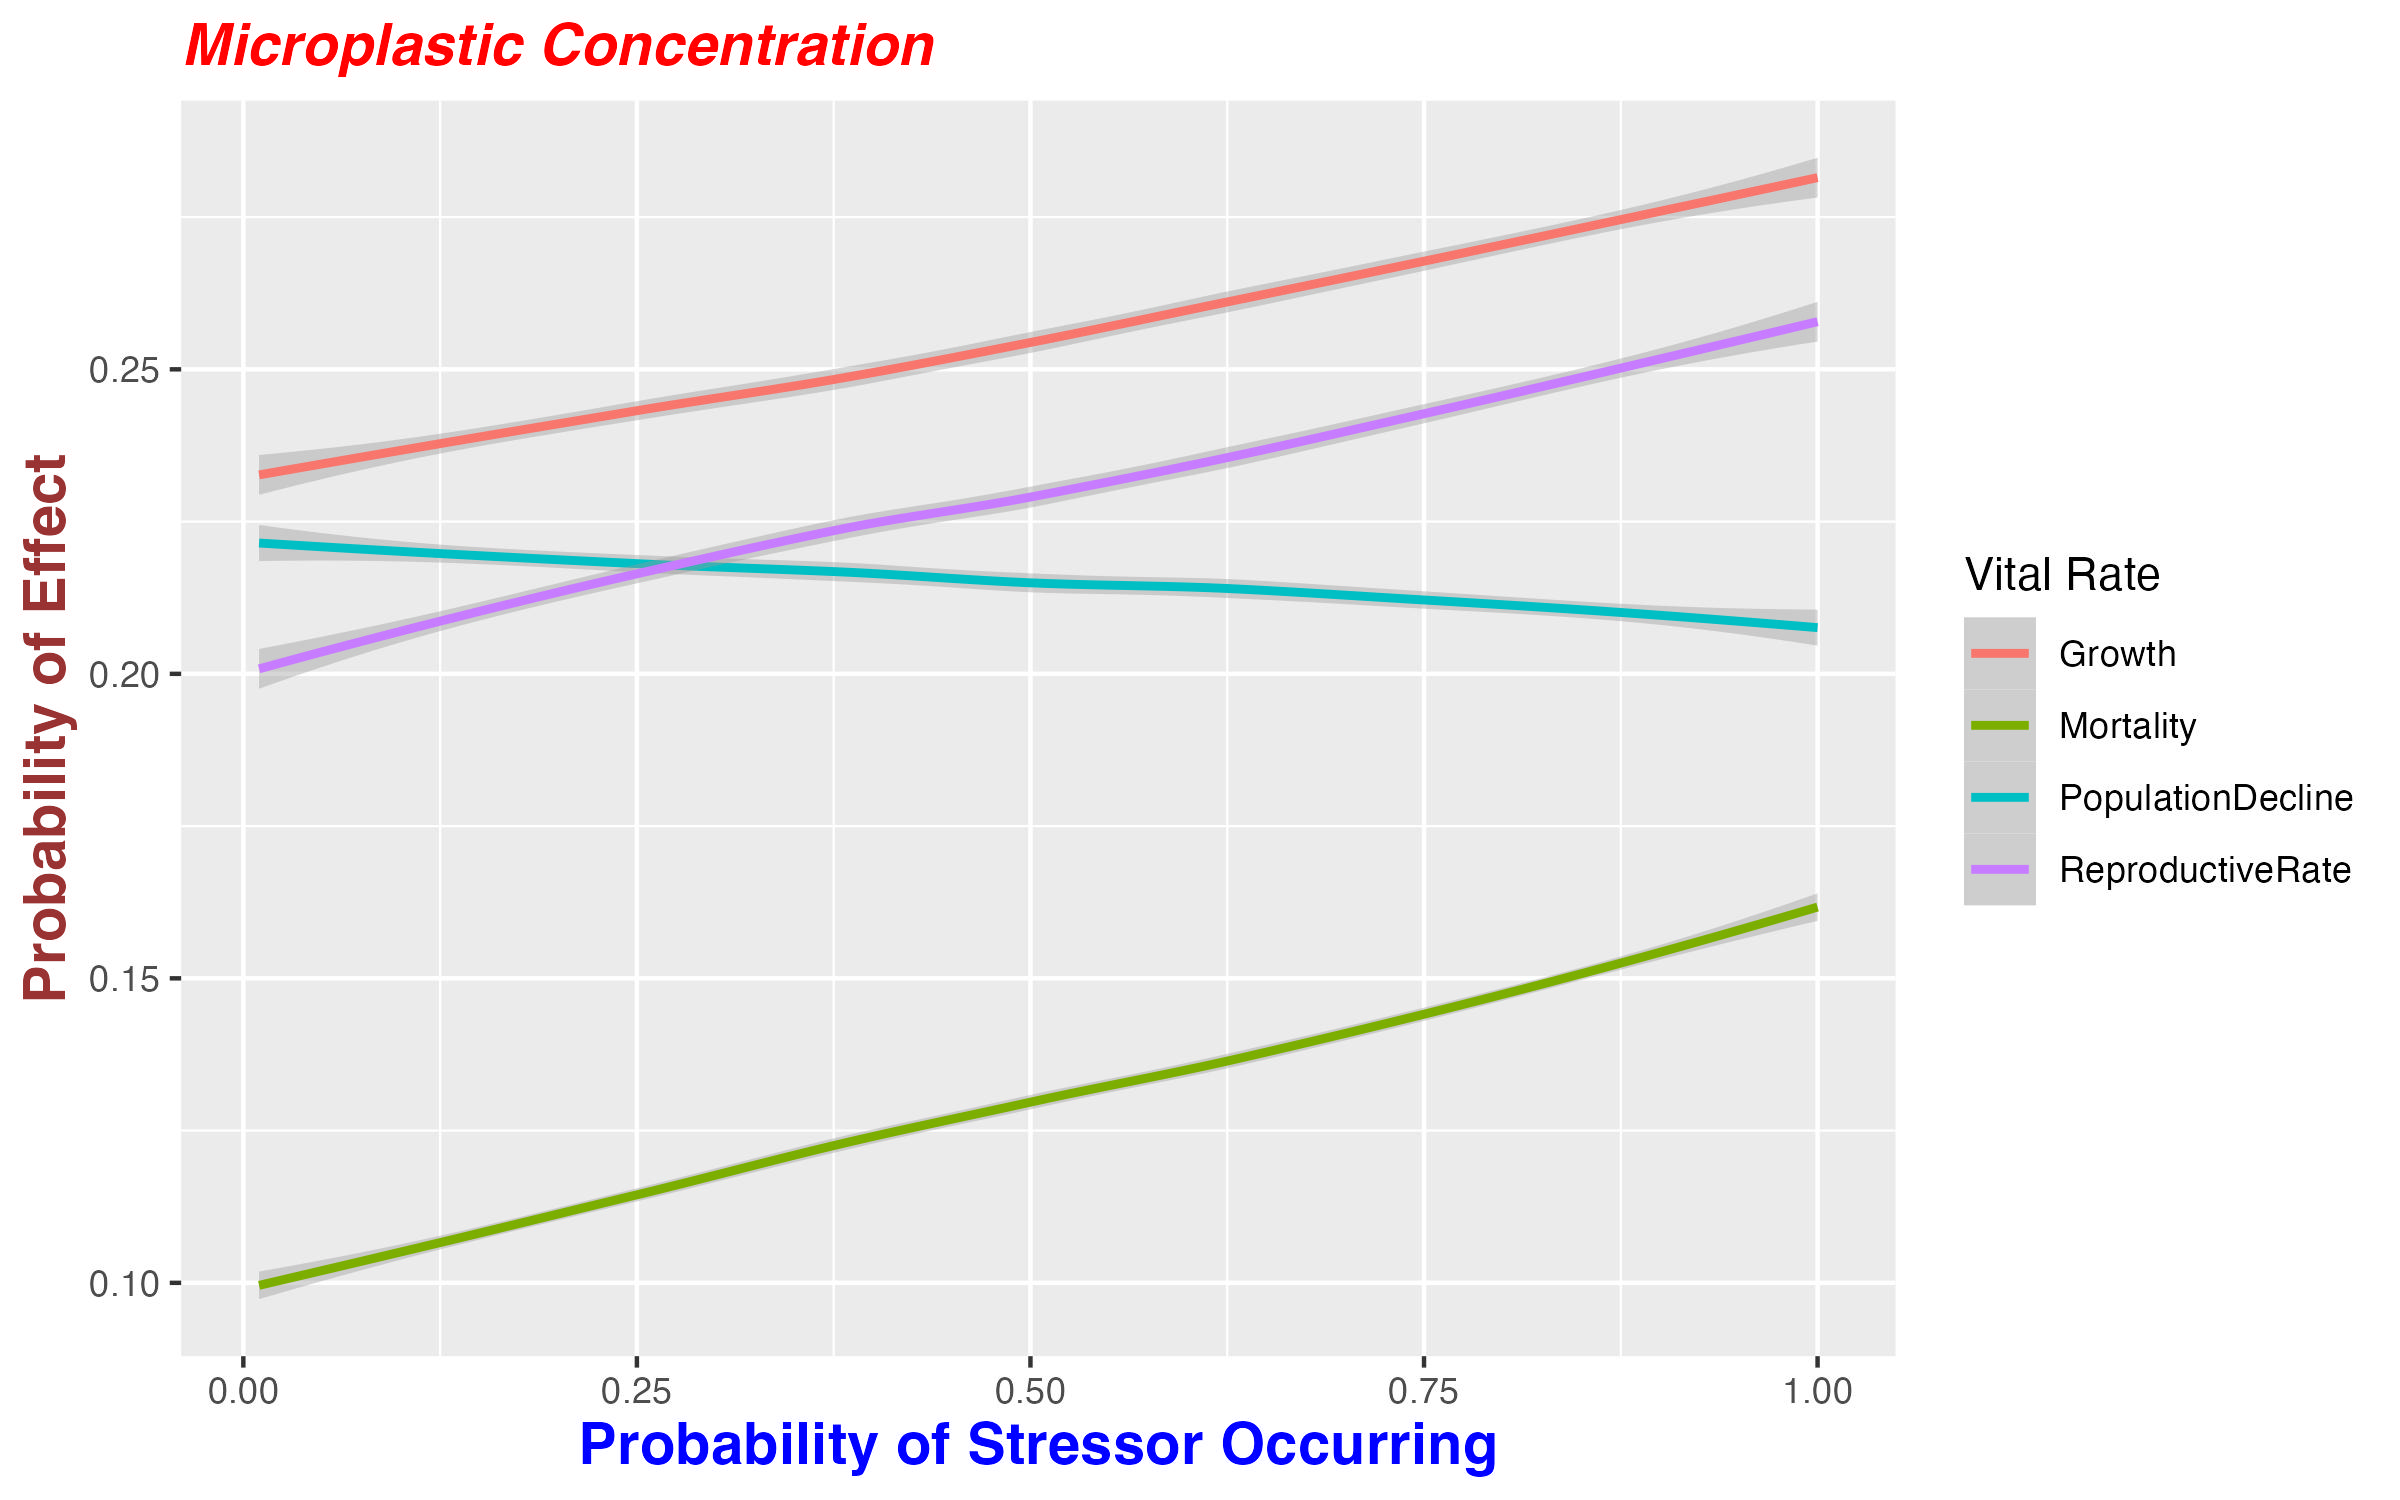 Microplastic Concentration
Probability of Effect
0.25
0.20
0.15
0.10
0.00 0.25 0.50 0.75 1.00
Probability of Stressor Occurring
Vital Rate
Growth
Mortality
PopulationDecline
ReproductiveRate